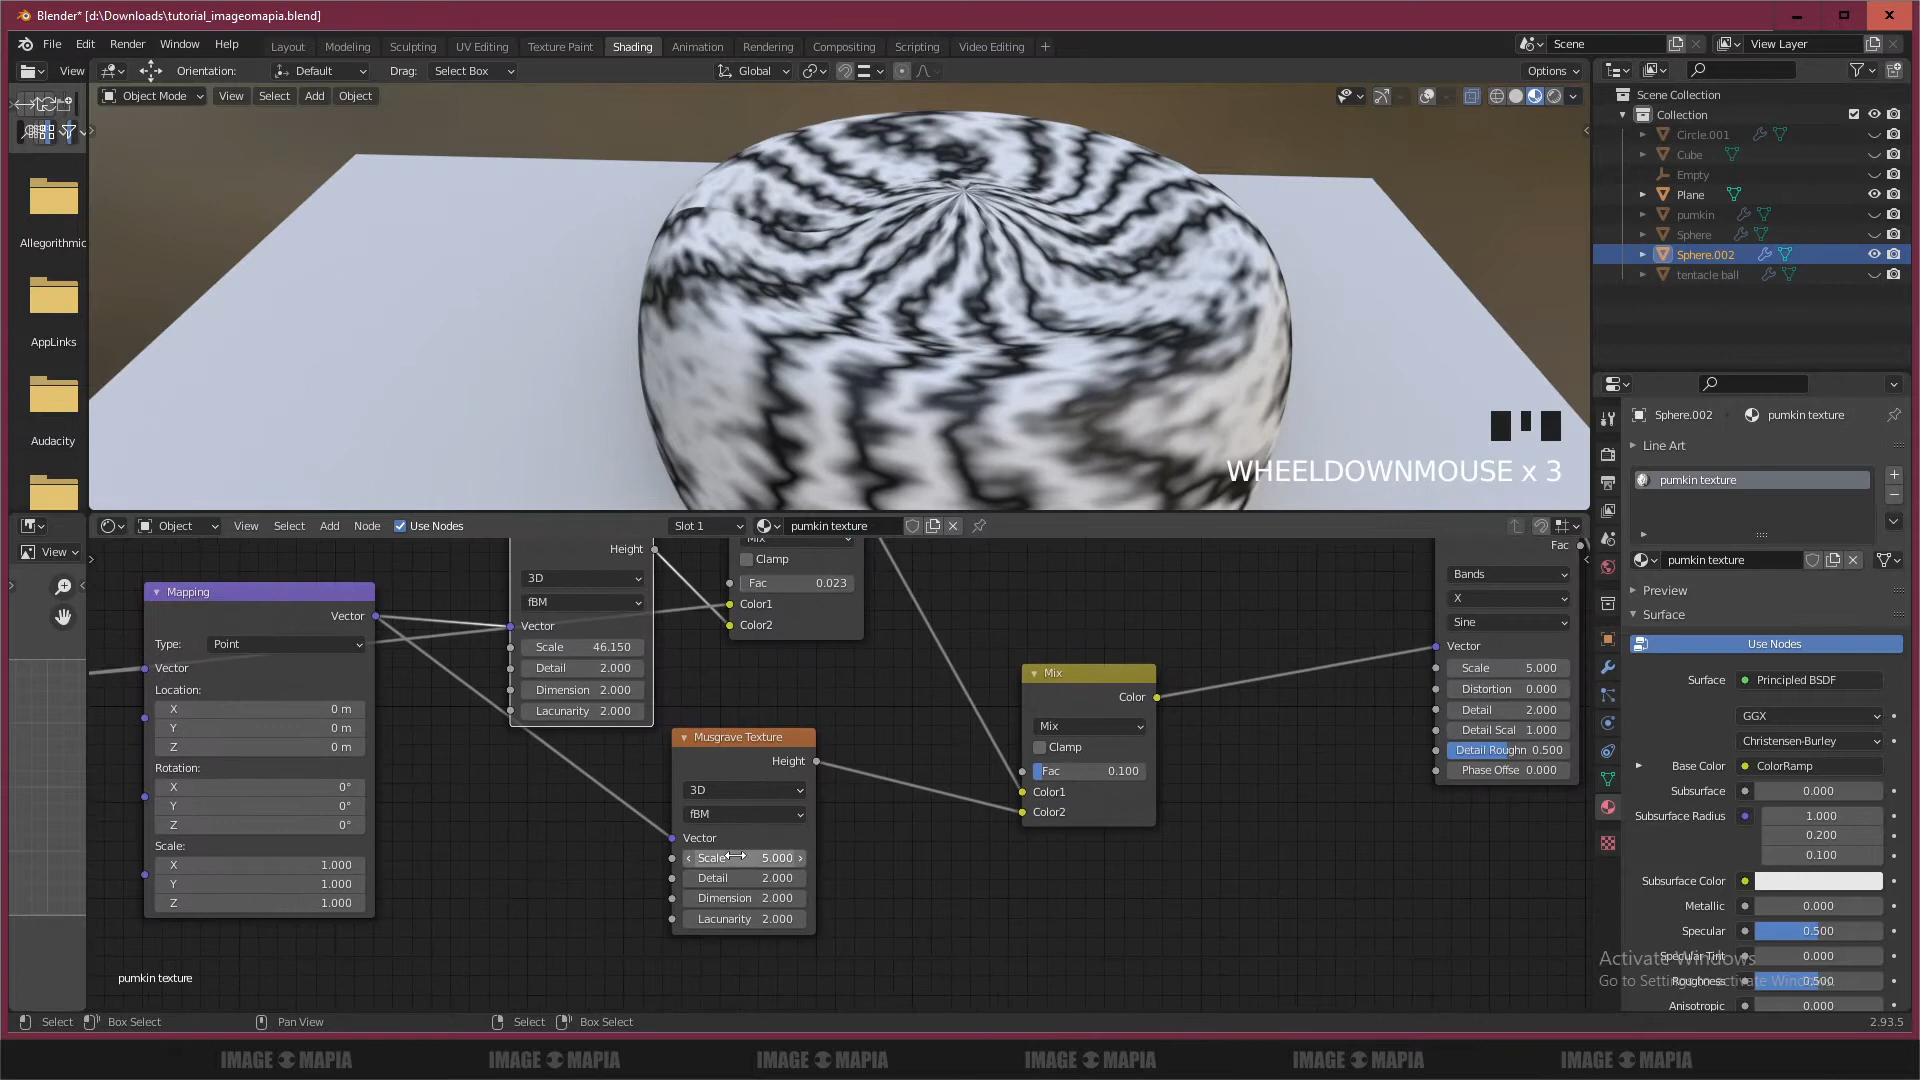 Blender* [d:\Downloads\tutorial_imageomapia.blend]
File Edit Render Window Help Layout Modeling Sculpting UV Editing Texture Paint Shading Animation Rendering Compositing Scripting Video Editing + Scene View Layer
View Orientation: Default Drag: Select Box Global Options
Object Mode View Select Add Object
Scene Collection
Collection
Circle.001
Cube
Empty
Plane
pumkin
Sphere
Sphere.002
tentacle ball
Allegorithmic
AppLinks
Audacity
WHEELDOWNMOUSE x 3
Object View Select Add Node Use Nodes Slot 1 pumkin texture
View
Mapping
Vector
Type: Point
Vector
Location:
X 0 m
Y 0 m
Z 0 m
Rotation:
X 0°
Y 0°
Z 0°
Scale:
X 1.000
Y 1.000
Z 1.000
Height
3D
fBM
Vector
Scale 46.150
Detail 2.000
Dimension 2.000
Lacunarity 2.000
Mix
Clamp
Fac 0.023
Color1
Color2
Musgrave Texture
Height
3D
fBM
Vector
Scale 5.000
Detail 2.000
Dimension 2.000
Lacunarity 2.000
Mix
Color
Mix
Clamp
Fac 0.100
Color1
Color2
Fac
Bands
X
Sine
Vector
Scale 5.000
Distortion 0.000
Detail 2.000
Detail Scal 1.000
Detail Roughn 0.500
Phase Offse 0.000
pumkin texture
Sphere.002 pumkin texture
Line Art
pumkin texture
pumkin texture
Preview
Surface
Use Nodes
Surface Principled BSDF
GGX
Christensen-Burley
Base Color ColorRamp
Subsurface 0.000
Subsurface Radius 1.000
0.200
0.100
Subsurface Color
Metallic 0.000
Specular 0.500
Specular Tint 0.000
Roughness 0.500
Anisotropic 0.000
Activate Windows
Go to Settings to activate Windows.
Select Box Select Pan View Select Box Select 2.93.5
IMAGE MAPIA IMAGE MAPIA IMAGE MAPIA IMAGE MAPIA IMAGE MAPIA IMAGE MAPIA